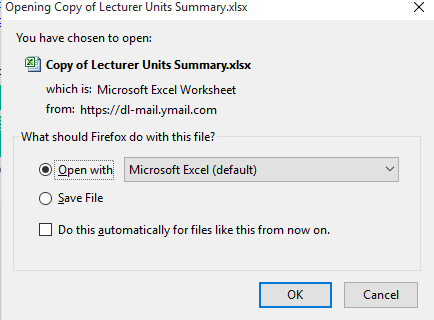 Opening Copy of Lecturer Units Summary.xlsx
You have chosen to open:
Copy of Lecturer Units Summary.xlsx
which is: Microsoft Excel Worksheet
from: https://dl-mail.ymail.com
What should Firefox do with this file?
Open with Microsoft Excel (default)
Save File
Do this automatically for files like this from now on.
OK Cancel